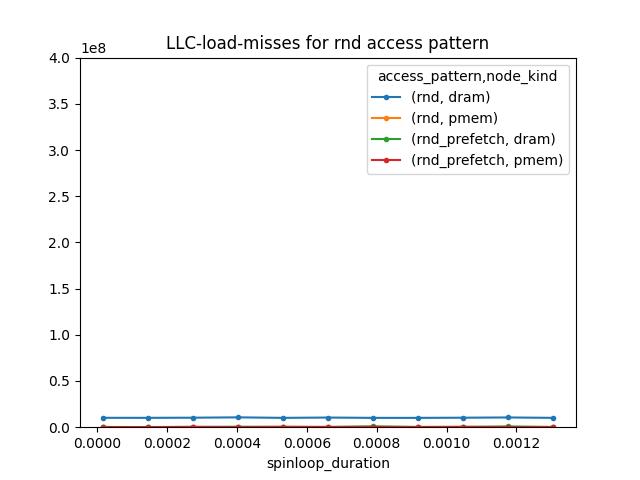 LLC-load-misses for rnd access pattern
1e8
4.0
3.5
3.0
2.5
2.0
1.5
1.0
0.5
0.0
access_pattern,node_kind
(rnd, dram)
(rnd, pmem)
(rnd_prefetch, dram)
(rnd_prefetch, pmem)
0.0000 0.0002 0.0004 0.0006 0.0008 0.0010 0.0012
spinloop_duration